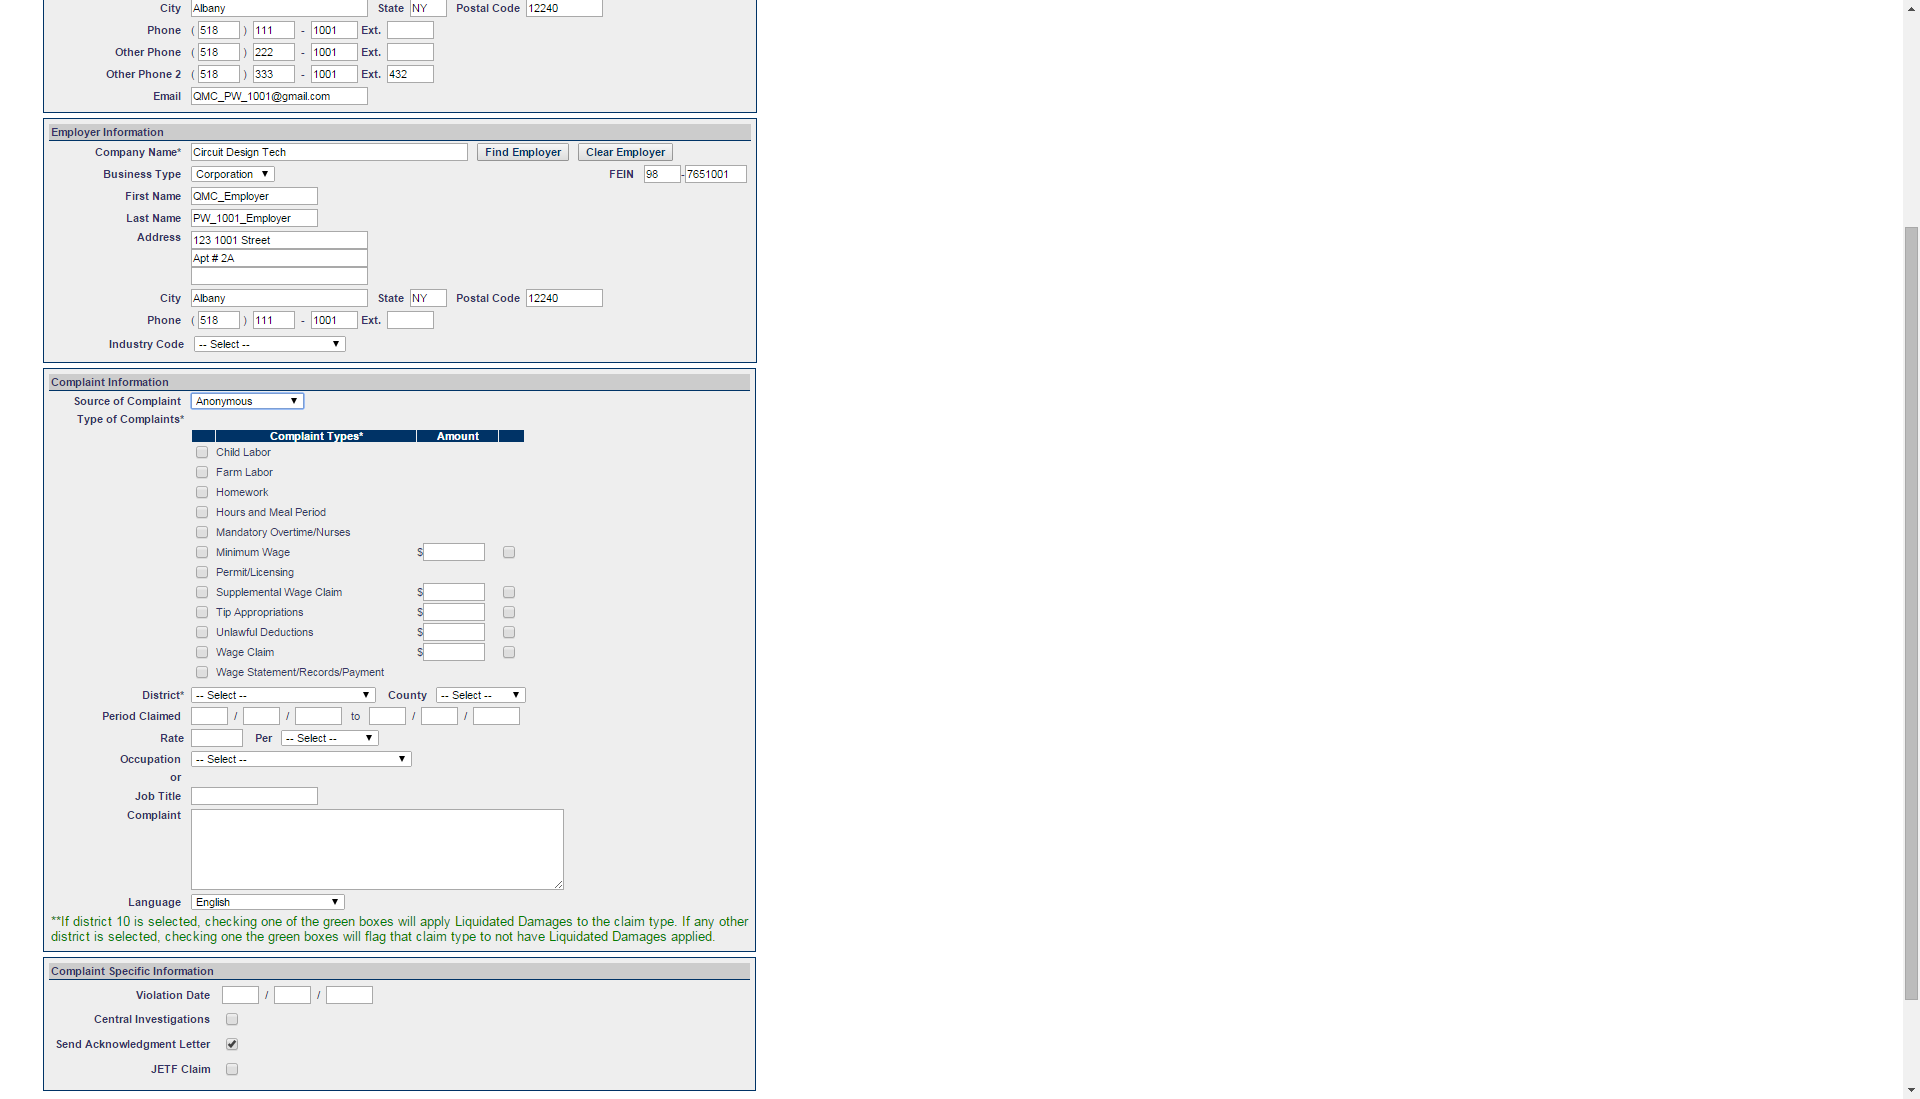 City Albany State NY Postal Code 12240
Phone ( 518 ) 111 - 1001 Ext.
Other Phone ( 518 ) 222 - 1001 Ext.
Other Phone 2 ( 518 ) 333 - 1001 Ext. 432
Email QMC_PW_1001@gmail.com
Employer Information
Company Name* Circuit Design Tech Find Employer Clear Employer
Business Type Corporation FEIN 98 - 7651001
First Name QMC_Employer
Last Name PW_1001_Employer
Address 123 1001 Street
Apt # 2A
City Albany State NY Postal Code 12240
Phone ( 518 ) 111 - 1001 Ext.
Industry Code -- Select --
Complaint Information
Source of Complaint Anonymous
Type of Complaints*
Complaint Types* Amount
Child Labor
Farm Labor
Homework
Hours and Meal Period
Mandatory Overtime/Nurses
Minimum Wage $
Permit/Licensing
Supplemental Wage Claim $
Tip Appropriations $
Unlawful Deductions $
Wage Claim $
Wage Statement/Records/Payment
District* -- Select -- County -- Select --
Period Claimed / / to / /
Rate Per -- Select --
Occupation -- Select --
or
Job Title
Complaint
Language English
**If district 10 is selected, checking one of the green boxes will apply Liquidated Damages to the claim type. If any other
district is selected, checking one the green boxes will flag that claim type to not have Liquidated Damages applied.
Complaint Specific Information
Violation Date / /
Central Investigations
Send Acknowledgment Letter
JETF Claim